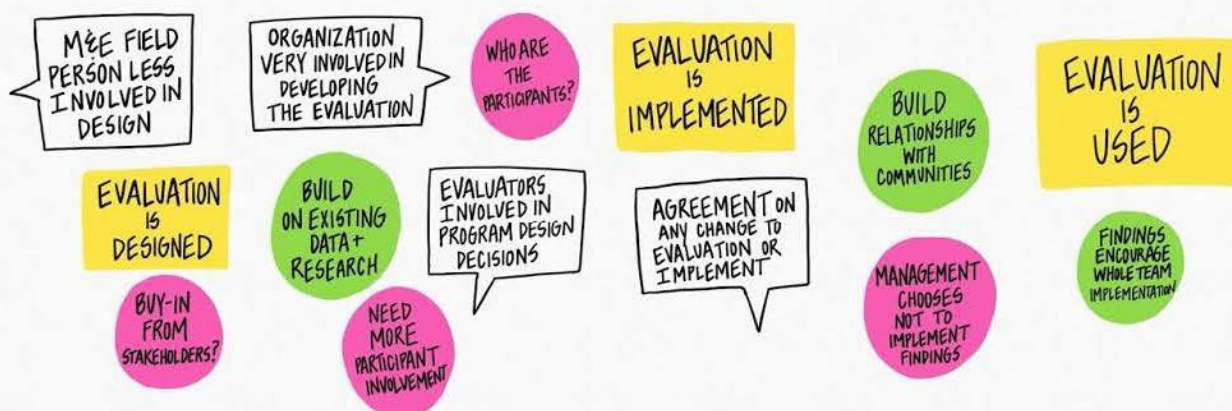 M&E FIELD
PERSON LESS
INVOLVED IN
DESIGN
ORGANIZATION
VERY INVOLVED IN
DEVELOPING
THE EVALUATION
WHO ARE
THE
PARTICIPANTS?
EVALUATION
IS
IMPLEMENTED
BUILD
RELATIONSHIPS
WITH
COMMUNITIES
EVALUATION
IS
USED
EVALUATION
IS
DESIGNED
BUILD
ON EXISTING
DATA +
RESEARCH
EVALUATORS
INVOLVED IN
PROGRAM DESIGN
DECISIONS
AGREEMENT ON
ANY CHANGE TO
EVALUATION OR
IMPLEMENT
MANAGEMENT
CHOOSES
NOT TO
IMPLEMENT
FINDINGS
FINDINGS
ENCOURAGE
WHOLE TEAM
IMPLEMENTATION
BUY-IN
FROM
STAKEHOLDERS?
NEED
MORE
PARTICIPANT
INVOLVEMENT